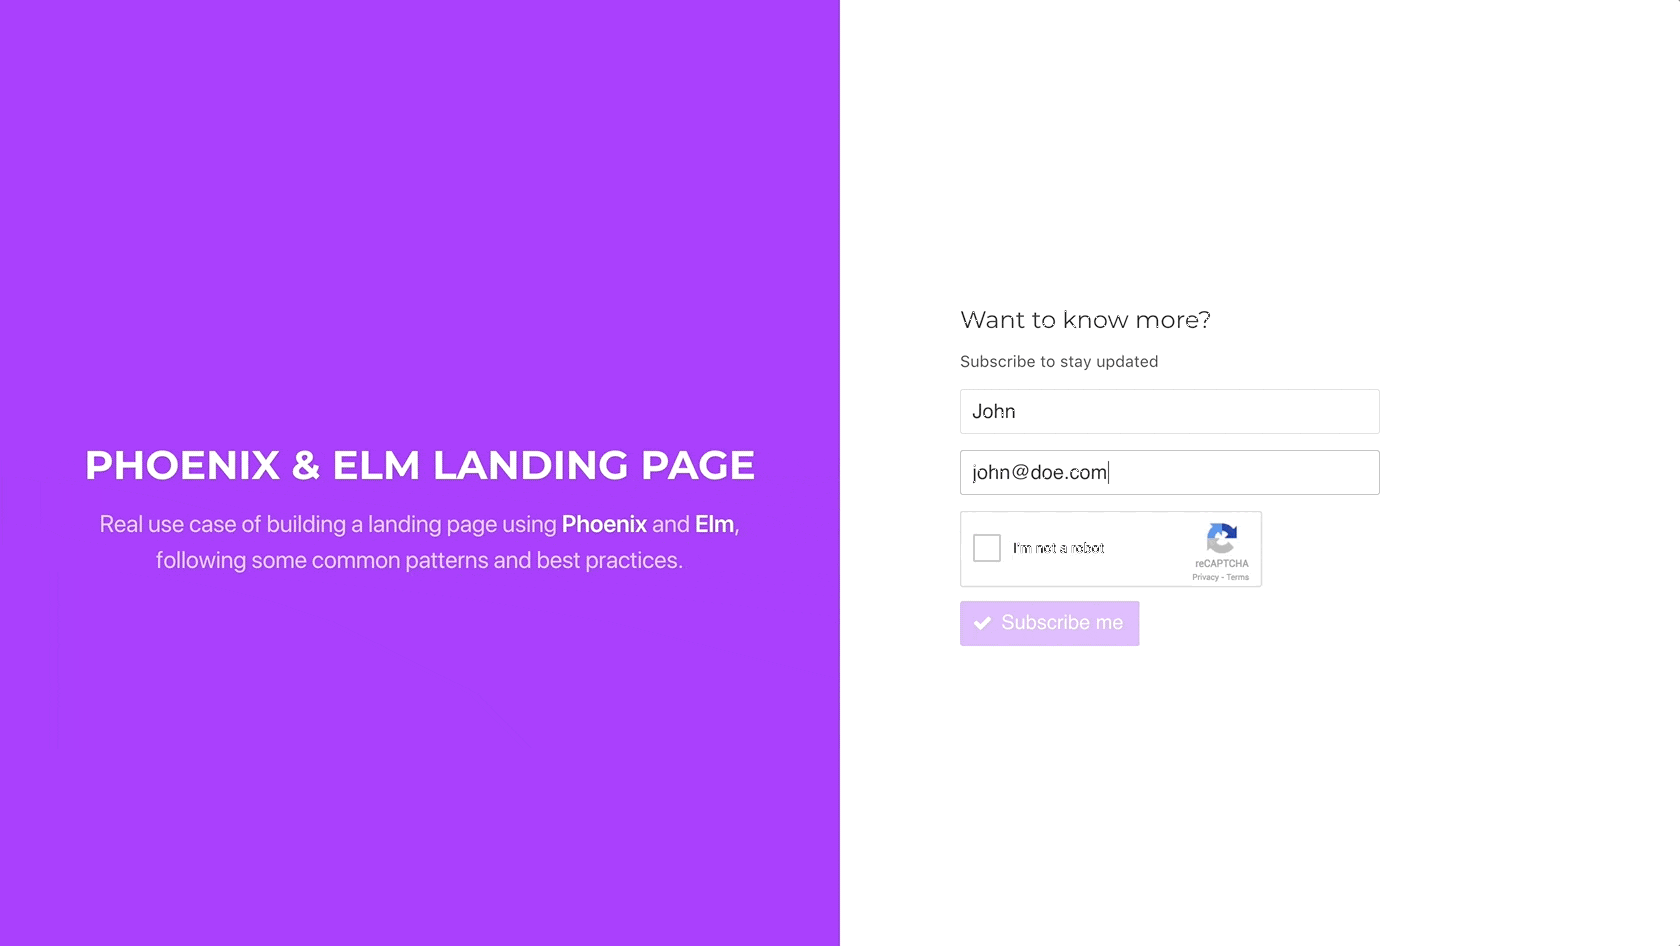 PHOENIX & ELM LANDING PAGE
Real use case of building a landing page using Phoenix and Elm,
following some common patterns and best practices.
Want to know more?
Subscribe to stay updated
John
john@doe.com
I'm not a robot
reCAPTCHA
Privacy - Terms
Subscribe me